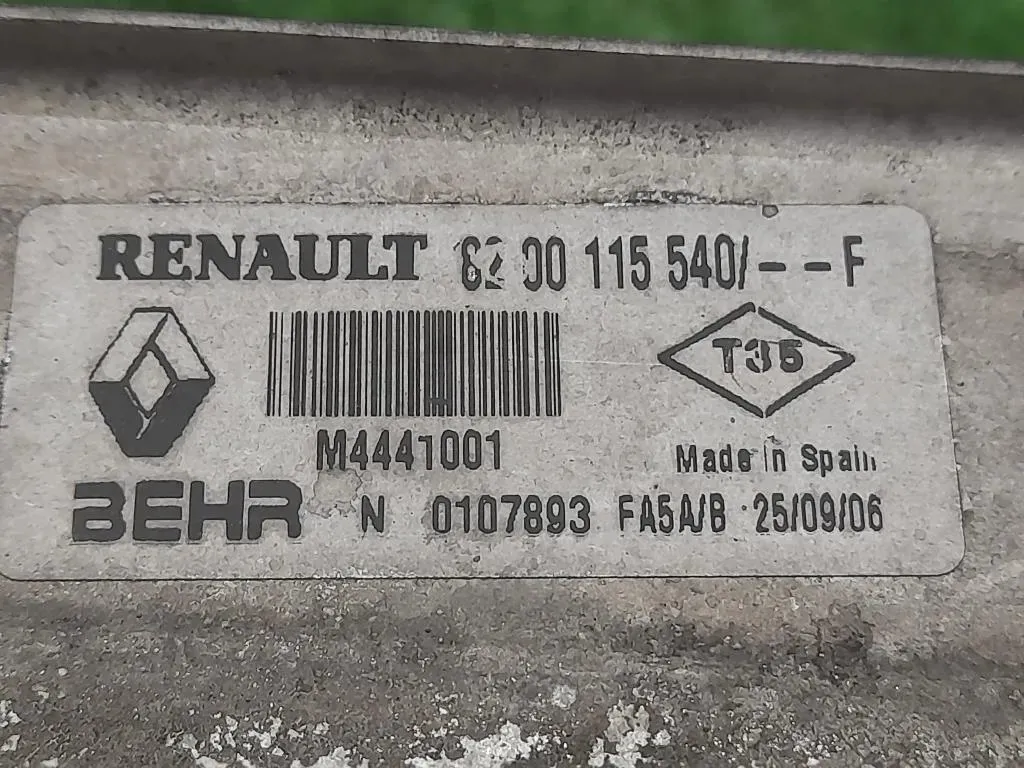 RENAULT 8200 115 540/--F
T35
M4441001
Made in Spain
BEHR N 0107893 FA5A/B 25/09/06